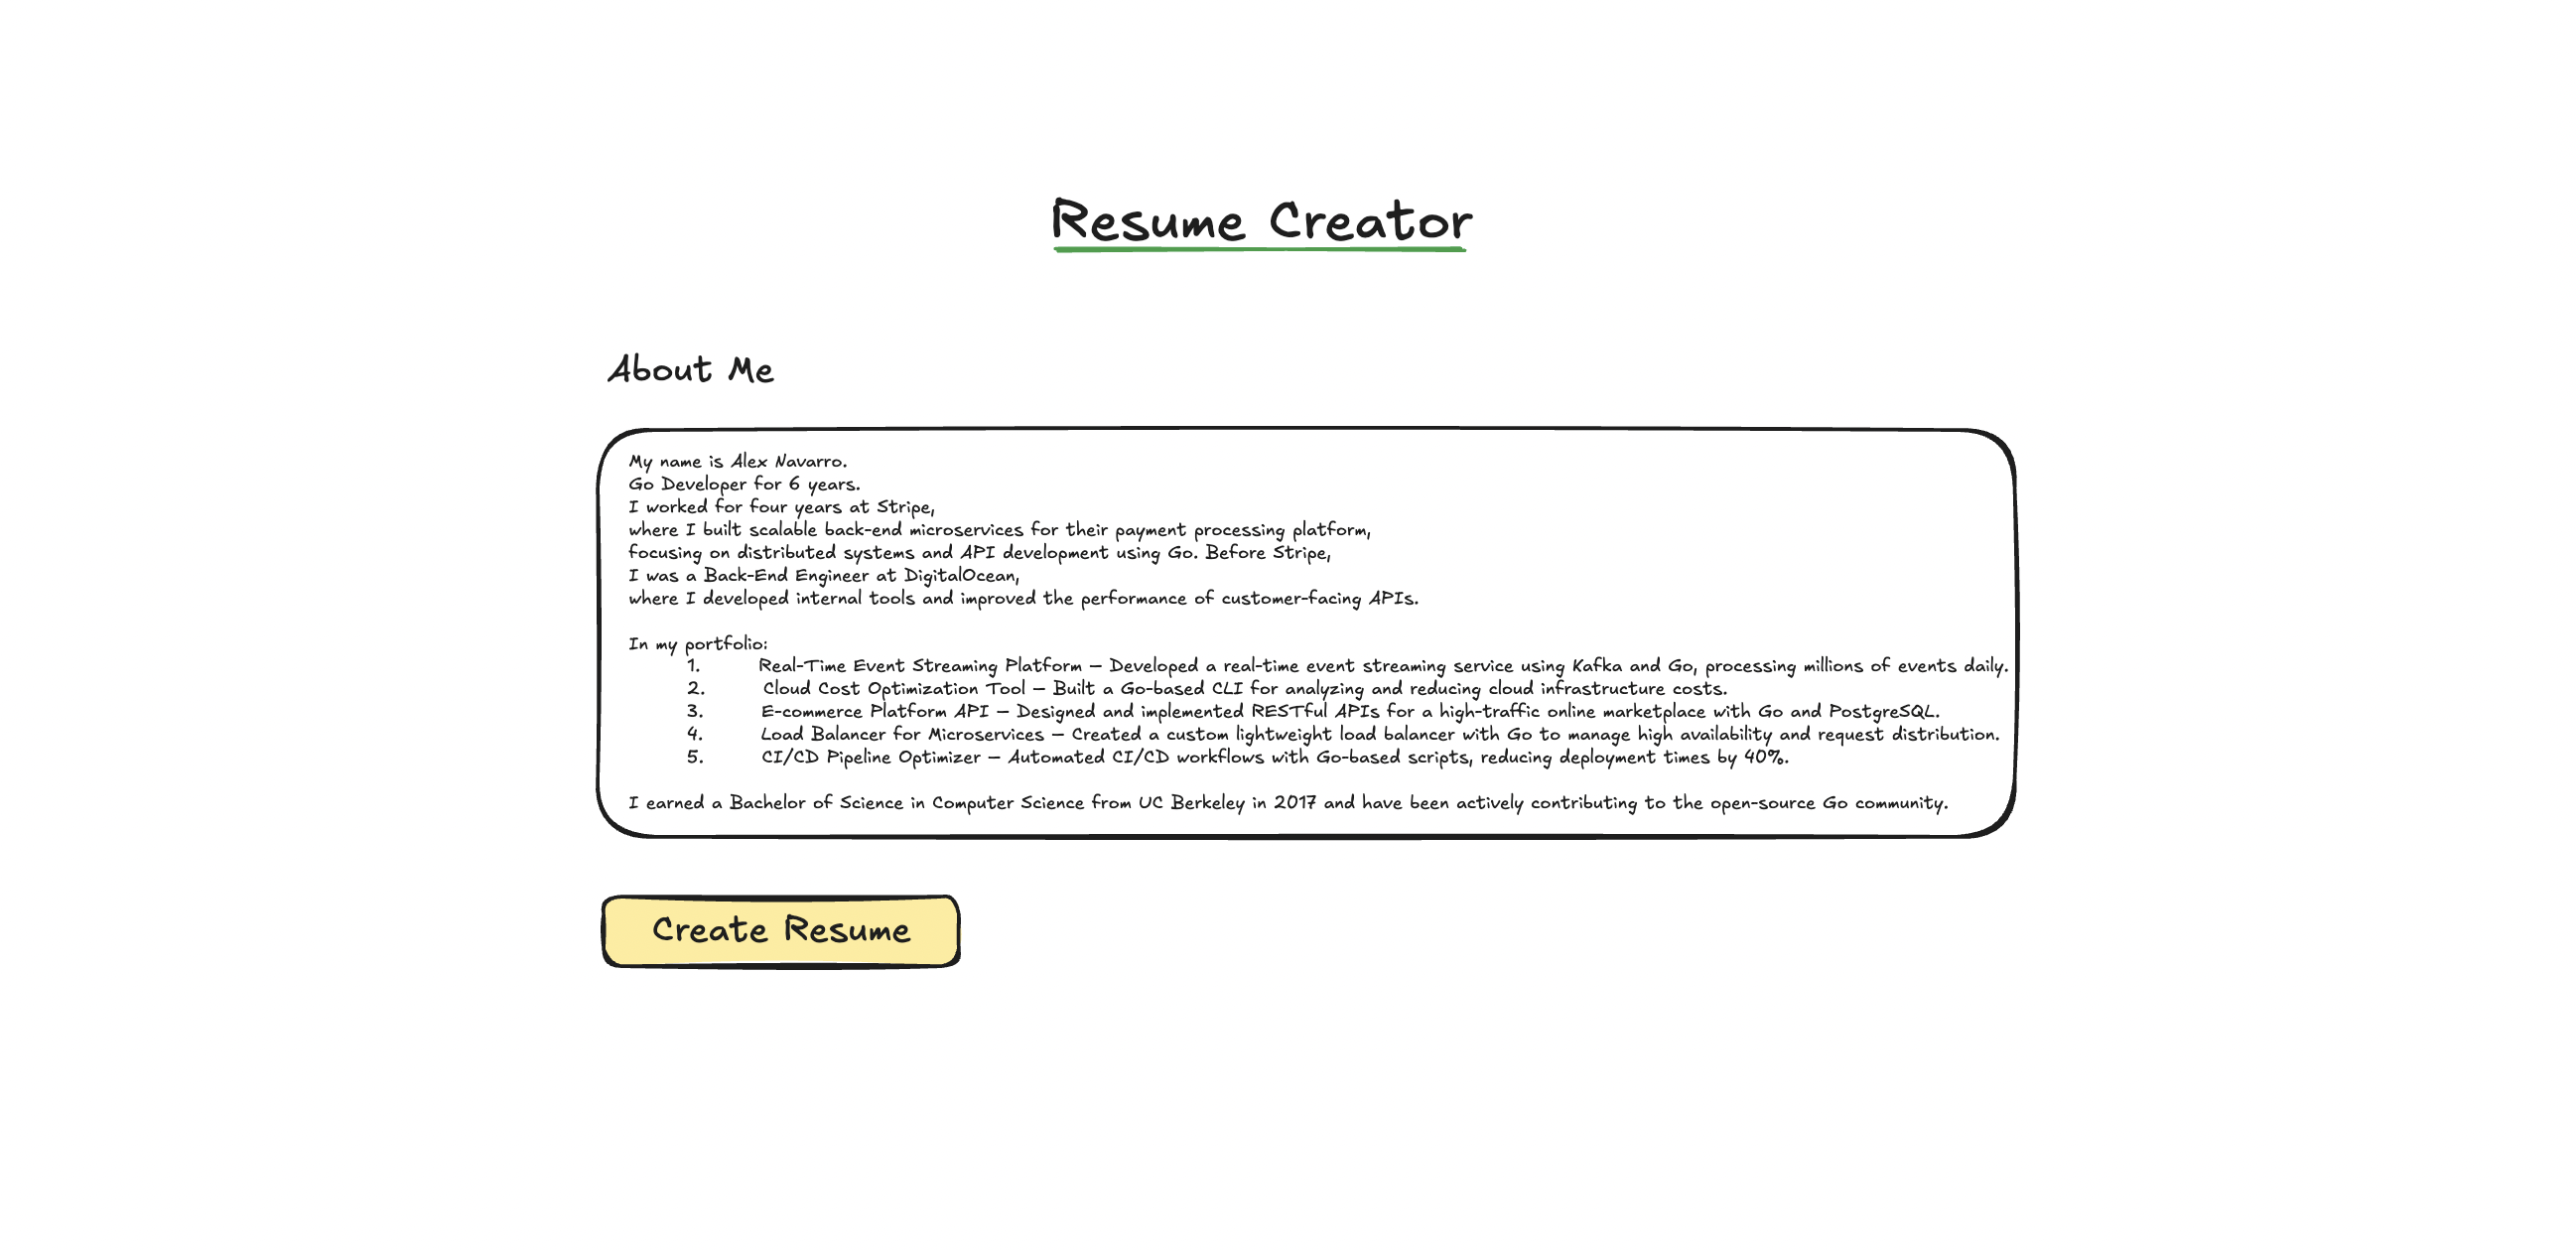 Resume Creator
About Me
My name is Alex Navarro.
Go Developer for 6 years.
I worked for four years at Stripe,
where I built scalable back-end microservices for their payment processing platform,
focusing on distributed systems and API development using Go. Before Stripe,
I was a Back-End Engineer at DigitalOcean,
where I developed internal tools and improved the performance of customer-facing APIs.
In my portfolio:
1. Real-Time Event Streaming Platform – Developed a real-time event streaming service using Kafka and Go, processing millions of events daily.
2. Cloud Cost Optimization Tool – Built a Go-based CLI for analyzing and reducing cloud infrastructure costs.
3. E-commerce Platform API – Designed and implemented RESTful APIs for a high-traffic online marketplace with Go and PostgreSQL.
4. Load Balancer for Microservices – Created a custom lightweight load balancer with Go to manage high availability and request distribution.
5. CI/CD Pipeline Optimizer – Automated CI/CD workflows with Go-based scripts, reducing deployment times by 40%.
I earned a Bachelor of Science in Computer Science from UC Berkeley in 2017 and have been actively contributing to the open-source Go community.
Create Resume